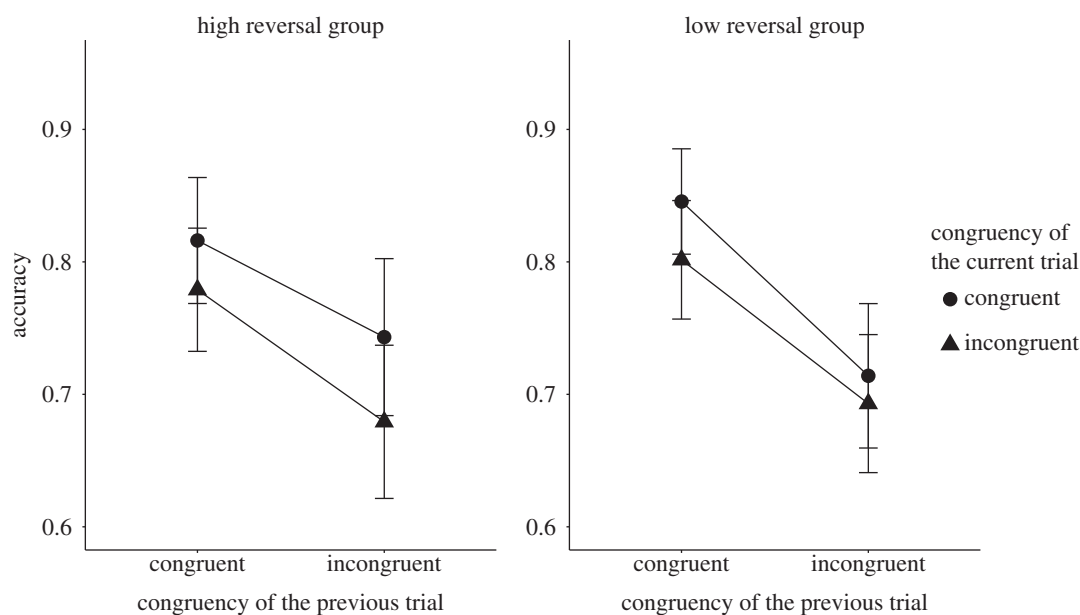 high reversal group
low reversal group
accuracy
0.9
0.8
0.7
0.6
congruent incongruent
congruency of the previous trial
0.9
0.8
0.7
0.6
congruent incongruent
congruency of the previous trial
congruency of
the current trial
congruent
incongruent